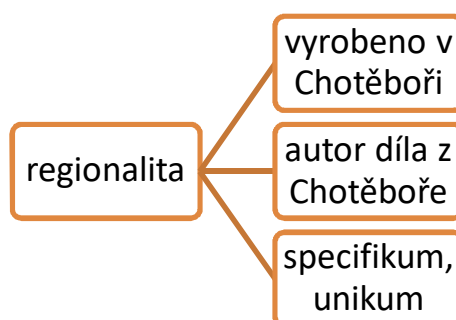 regionalita
vyrobeno v
Chotěboři
autor díla z
Chotěboře
specifikum,
unikum